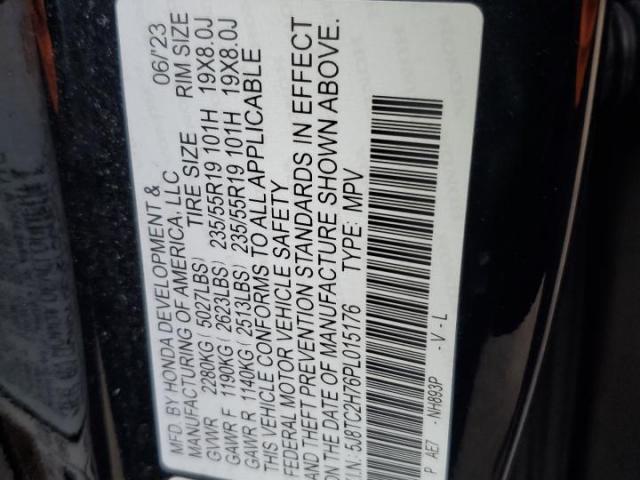 MFD. BY HONDA DEVELOPMENT & 06/'23
MANUFACTURING OF AMERICA, LLC
TIRE SIZE RIM SIZE
GVWR 2280KG( 5027LBS)
GAWR F 1190KG( 2623LBS) 235/55R19 101H 19X8.0J
GAWR R 1140KG( 2513LBS) 235/55R19 101H 19X8.0J
THIS VEHICLE CONFORMS TO ALL APPLICABLE
FEDERAL MOTOR VEHICLE SAFETY
AND THEFT PREVENTION STANDARDS IN EFFECT
ON THE DATE OF MANUFACTURE SHOWN ABOVE.
V.I.N.: 5J8TC2H76PL015176 TYPE: MPV
P AE7 -NH893P -V-L